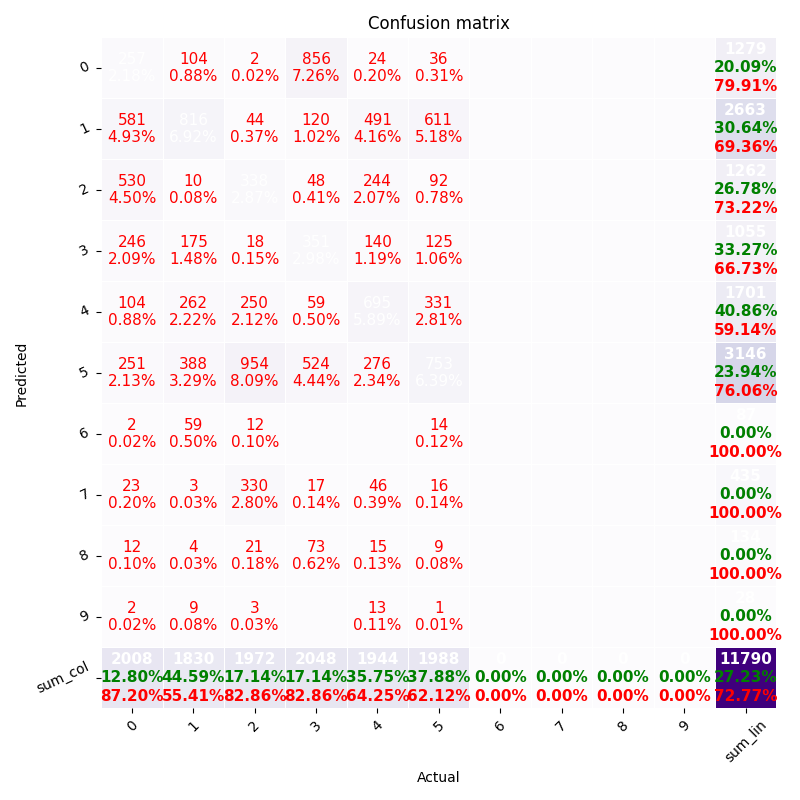 Confusion matrix
0 257 104 2 856 24 36 1279
0.88% 0.02% 7.26% 0.20% 0.31% 20.09%
79.91%
1 581 816 44 120 491 611 2663
4.93% 6.92% 0.37% 1.02% 4.16% 5.18% 30.64%
69.36%
2 530 10 338 48 244 92 1262
4.50% 0.08% 2.87% 0.41% 2.07% 0.78% 26.78%
73.22%
3 246 175 18 351 140 125 1055
2.09% 1.48% 0.15% 2.98% 1.19% 1.06% 33.27%
66.73%
4 104 262 250 59 695 331 1701
0.88% 2.22% 2.12% 0.50% 5.89% 2.81% 40.86%
59.14%
5 251 388 954 524 276 753 3146
2.13% 3.29% 8.09% 4.44% 2.34% 6.39% 23.94%
76.06%
6 2 59 12 14
0.02% 0.50% 0.10% 0.12% 0.00%
100.00%
7 23 3 330 17 46 16 435
0.20% 0.03% 2.80% 0.14% 0.39% 0.14% 0.00%
100.00%
8 12 4 21 73 15 9
0.10% 0.03% 0.18% 0.62% 0.13% 0.08% 0.00%
100.00%
9 2 9 3 13 1
0.02% 0.08% 0.03% 0.11% 0.01% 0.00%
100.00%
sum_col 2008 1830 1972 2048 1944 1988 11790
12.80% 44.59% 17.14% 17.14% 35.75% 37.88% 0.00% 0.00% 0.00% 0.00% 27.23%
87.20% 55.41% 82.86% 82.86% 64.25% 62.12% 0.00% 0.00% 0.00% 0.00% 72.77%
0 1 2 3 4 5 6 7 8 9 sum_lin
Predicted
Actual